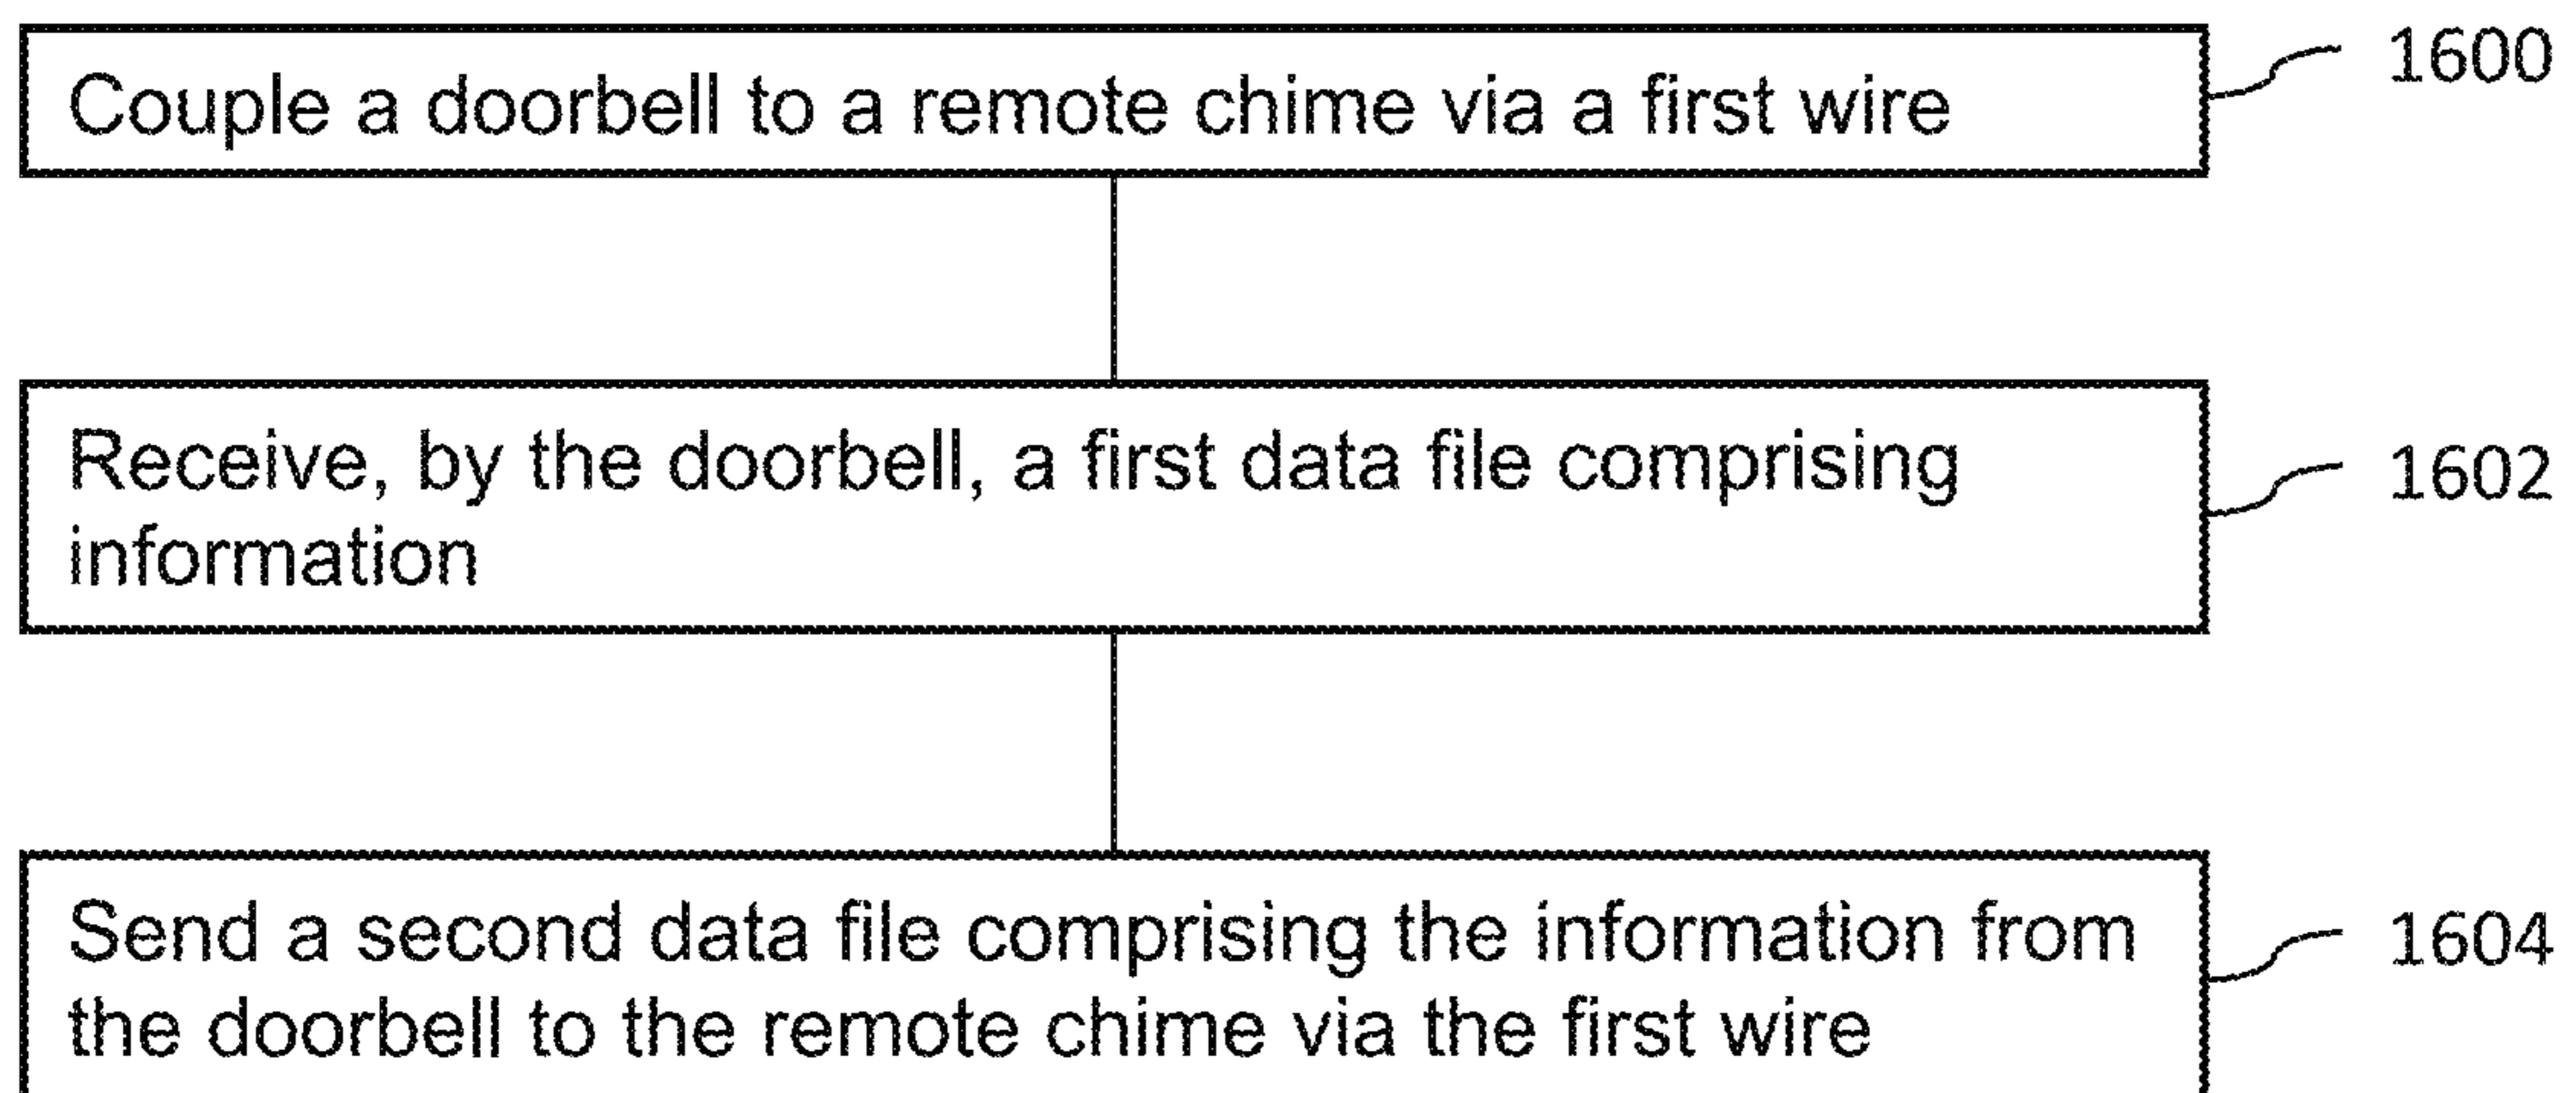 Couple a doorbell to a remote chime via a first wire
1600
Receive, by the doorbell, a first data file comprising
information
1602
Send a second data file comprising the information from
the doorbell to the remote chime via the first wire
1604